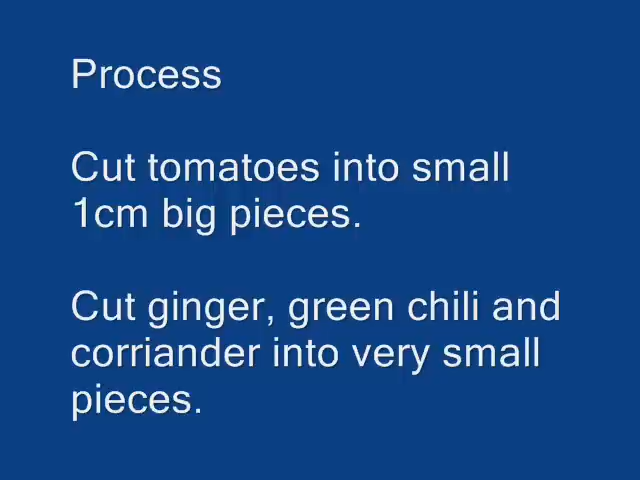 Process
Cut tomatoes into small
1cm big pieces.
Cut ginger, green chili and
corriander into very small
pieces.